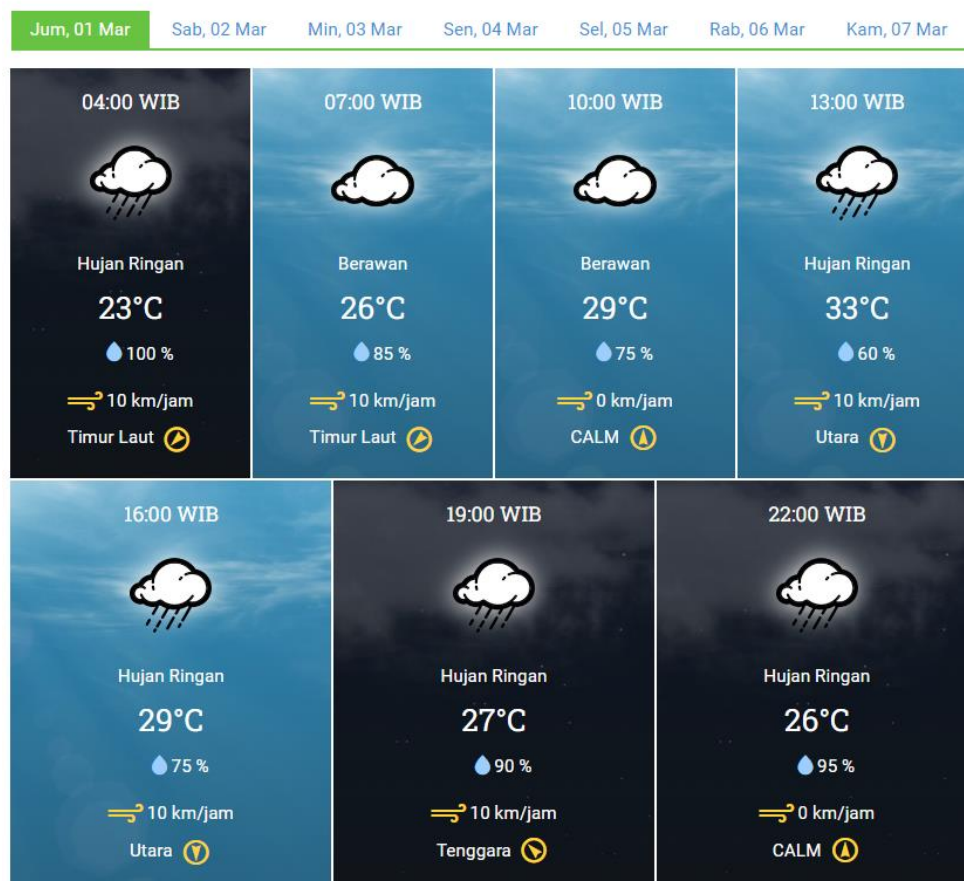 Jum, 01 Mar
Sab, 02 Mar
Min, 03 Mar
Sen, 04 Mar
Sel, 05 Mar
Rab, 06 Mar
Kam, 07 Mar
04:00 WIB
Hujan Ringan
23°C
100 %
10 km/jam
Timur Laut
07:00 WIB
Berawan
26°C
85 %
10 km/jam
Timur Laut
10:00 WIB
Berawan
29°C
75 %
0 km/jam
CALM
13:00 WIB
Hujan Ringan
33°C
60 %
10 km/jam
Utara
16:00 WIB
Hujan Ringan
29°C
75 %
10 km/jam
Utara
19:00 WIB
Hujan Ringan
27°C
90 %
10 km/jam
Tenggara
22:00 WIB
Hujan Ringan
26°C
95 %
0 km/jam
CALM